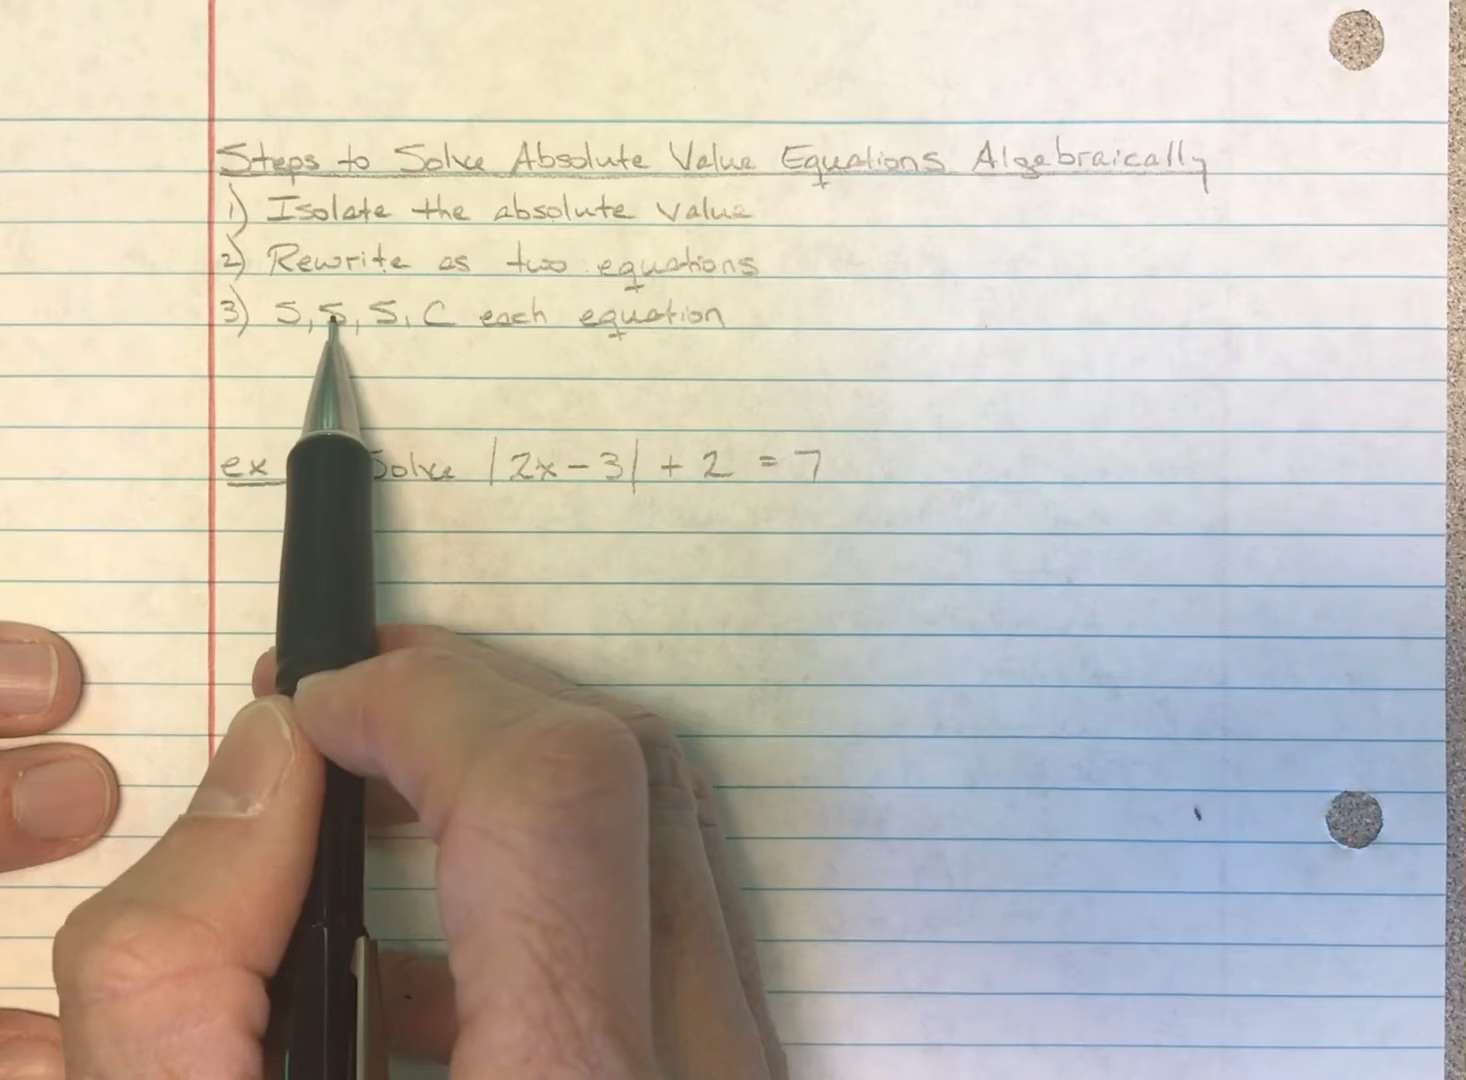 Steps to Solve Absolute Value Equations Algebraically
1) Isolate the absolute value
2) Rewrite as two equations
3) S, S, S, C each equation
ex Solve |2x - 3| + 2 = 7